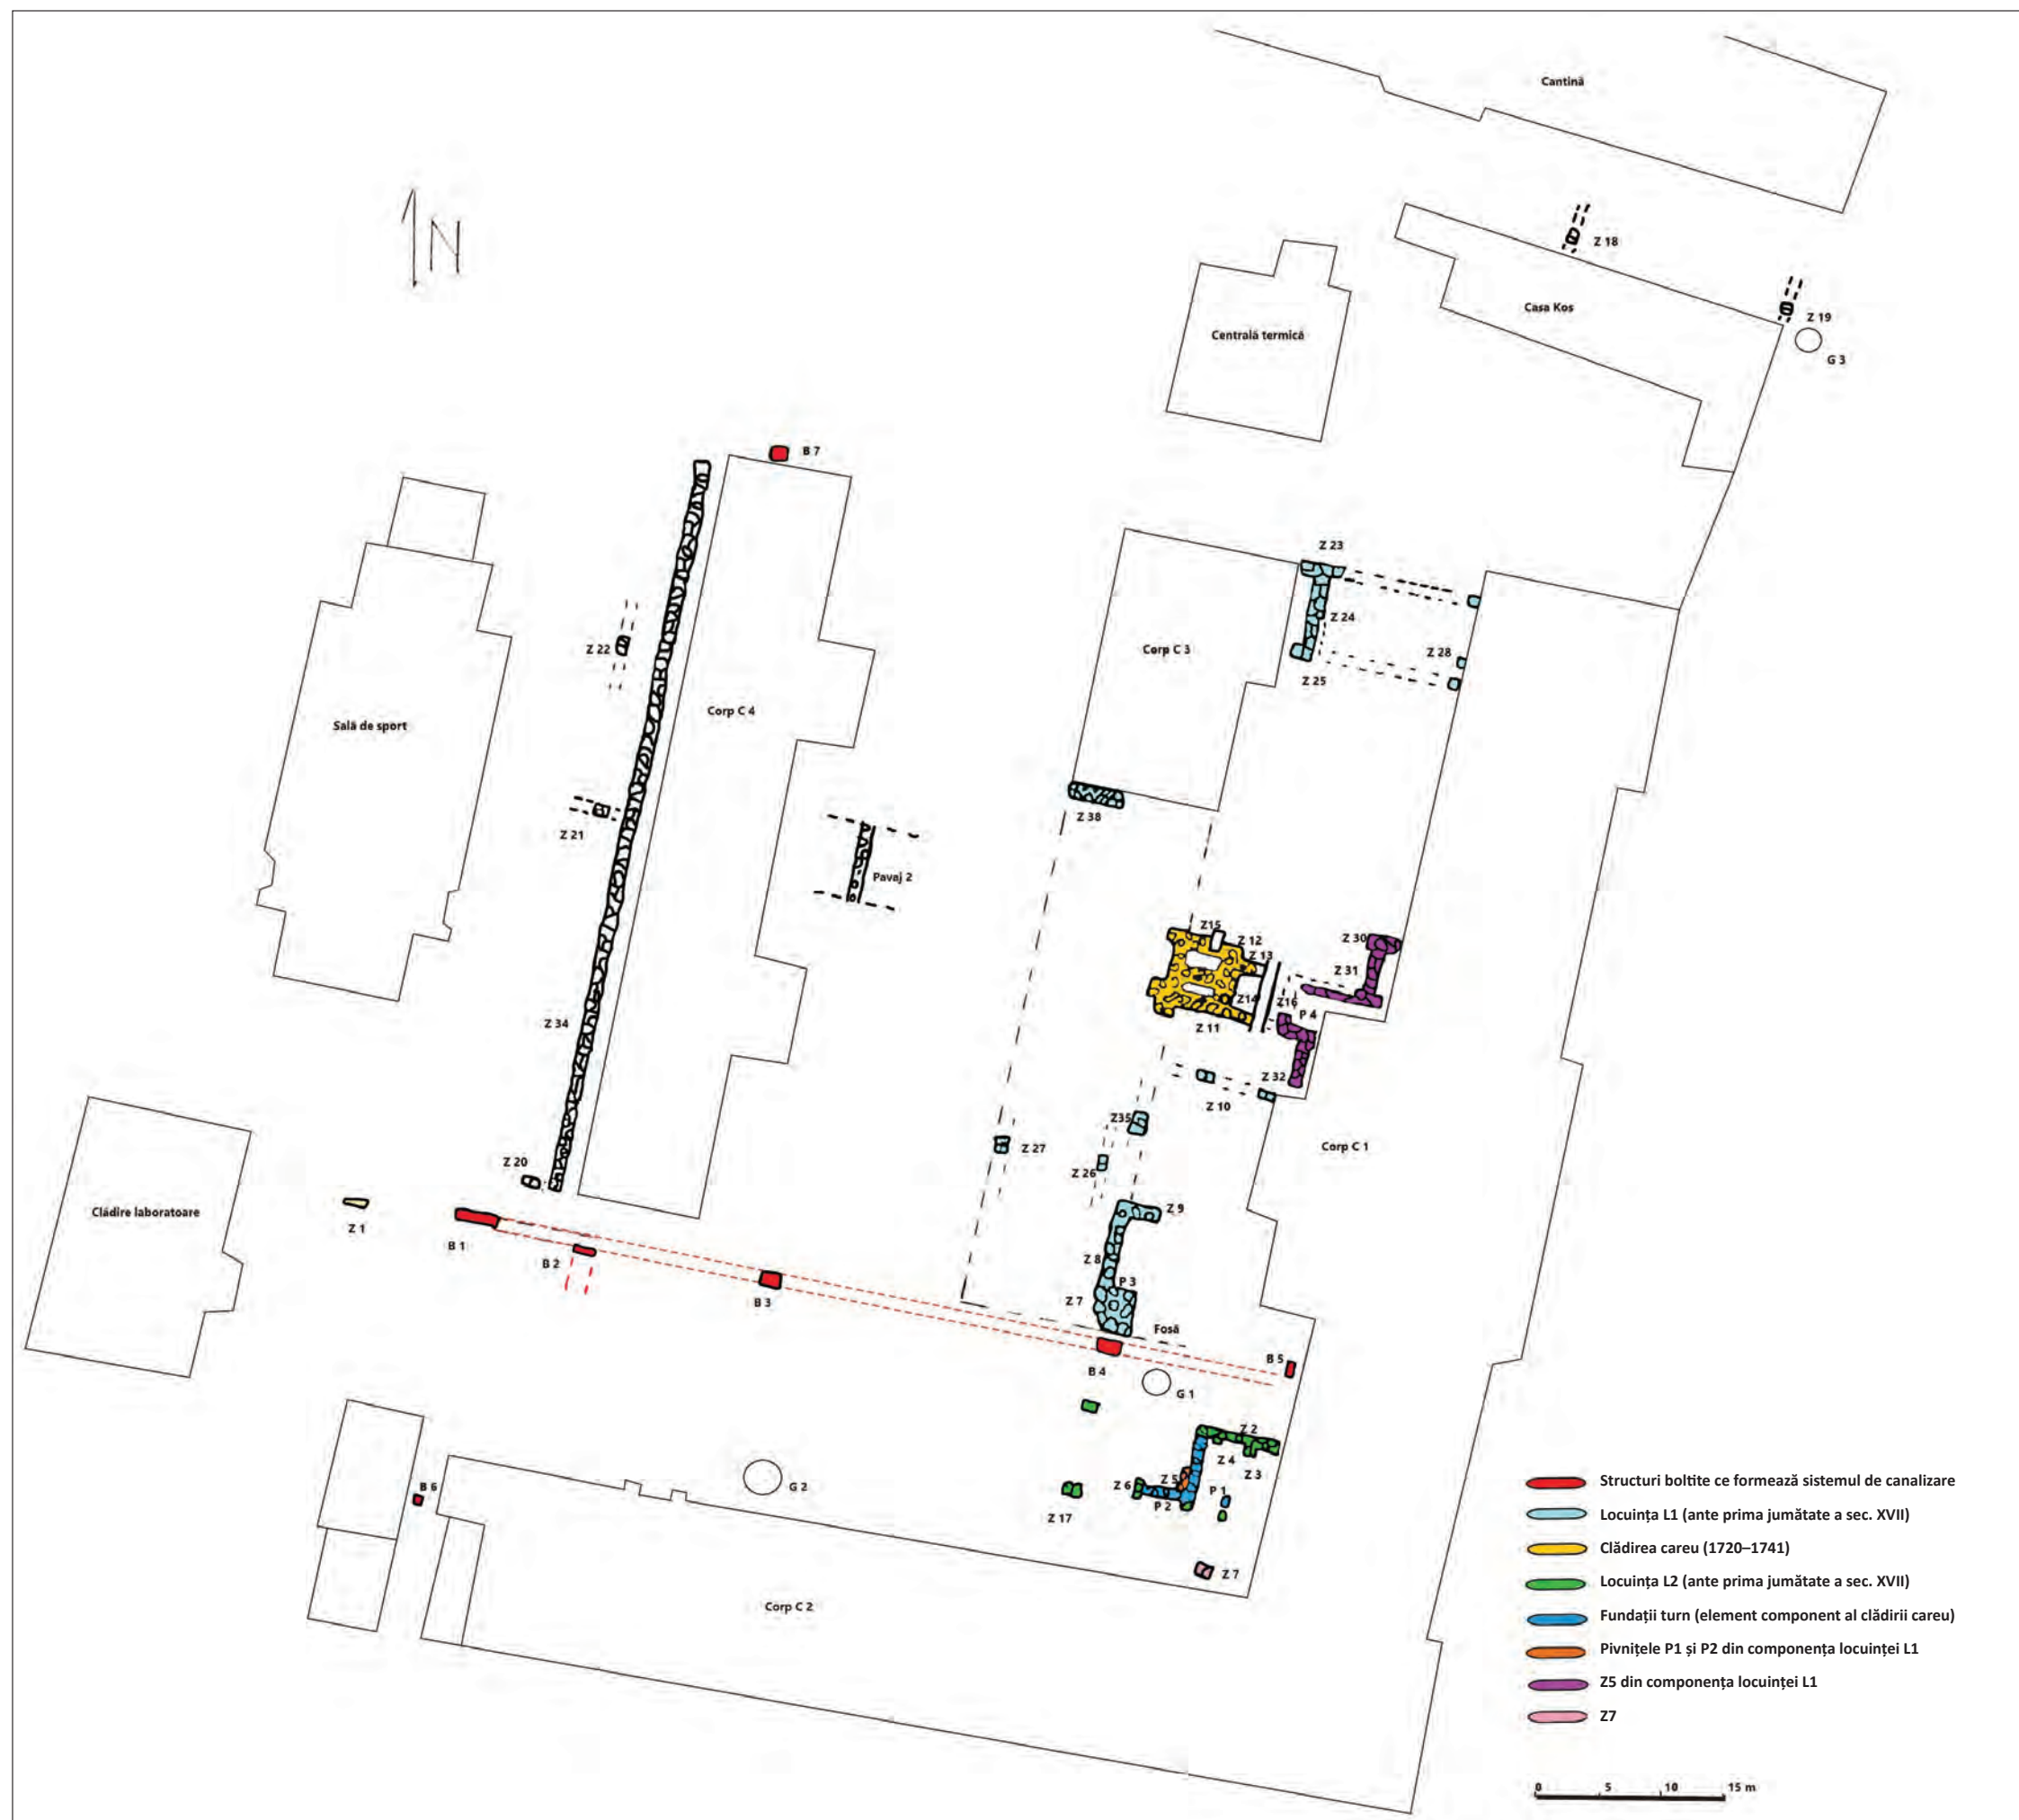 Cantină
N
Z 18
Casa Kos
Z 19
G 3
Centrală termică
B 7
Z 23
Z 24
Z 22
Corp C 3
Z 28
Z 25
Corp C 4
Sală de sport
Z 38
Z 21
Pavaj 2
Z15
Z 12
Z 30
Z 13
Z 31
Z14
Z16
P 4
Z 34
Z 11
Z 32
Z 10
Z35
Corp C 1
Z 27
Z 20
Z 26
Clădire laboratoare
Z 9
Z 1
B 1
B 2
Z 8
P 3
B 3
Z 7
Fosă
B 5
B 4
G 1
Z 2
Z 4
Z 3
B 6
G 2
Z 5
Z 6
P 1
P 2
Z 17
Z 7
Corp C 2
Structuri boltite ce formează sistemul de canalizare
Locuința L1 (ante prima jumătate a sec. XVII)
Clădirea careu (1720–1741)
Locuința L2 (ante prima jumătate a sec. XVII)
Fundații turn (element component al clădirii careu)
Pivnițele P1 și P2 din componența locuinței L1
Z5 din componența locuinței L1
Z7
0 5 10 15 m